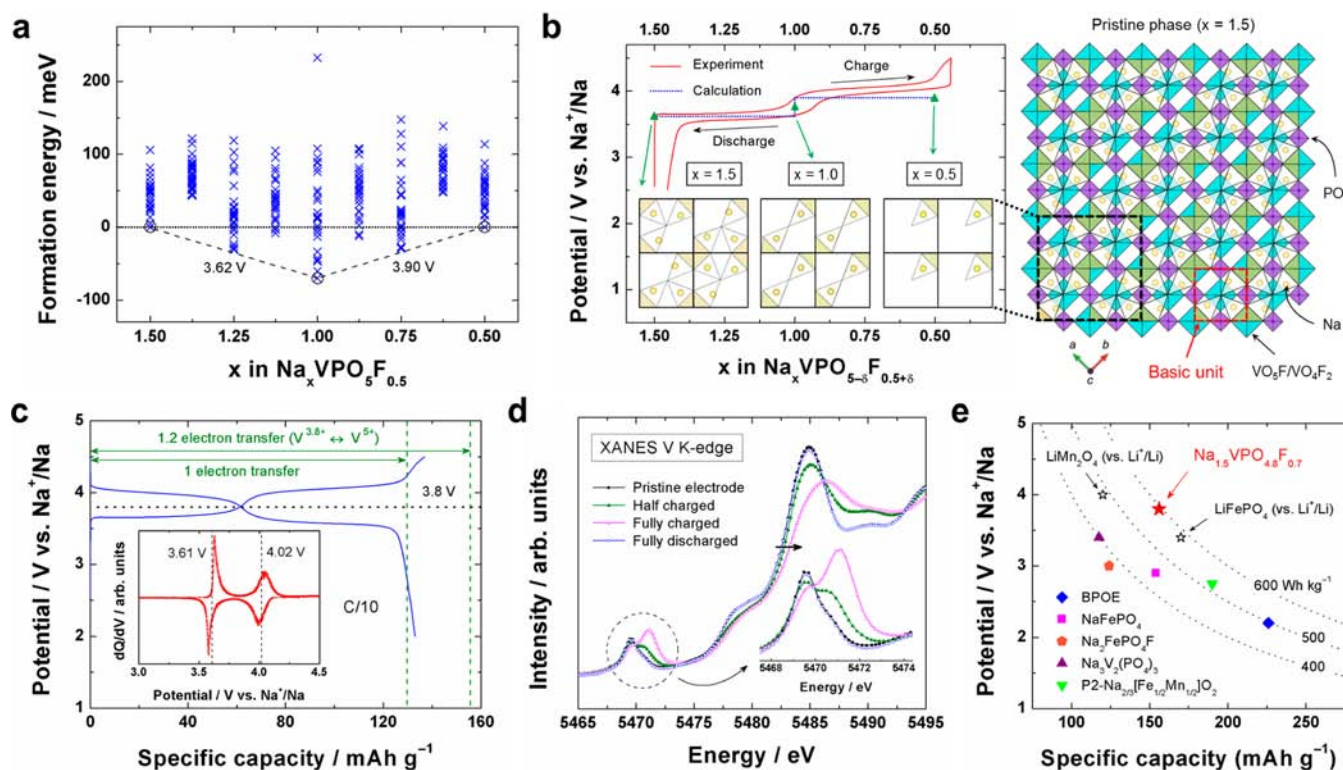 a
Formation energy / meV
200
100
0
-100
3.62 V
3.90 V
1.50
1.25
1.00
0.75
0.50
x in NaₓVPO₅F₀.₅
b
1.50
1.00
0.50
Potential / V vs. Na⁺/Na
4
3
2
1
Experiment
Calculation
Charge
Discharge
x = 1.5
x = 1.0
x = 0.5
1.50
1.25
1.00
0.75
0.50
x in NaₓVPO₅₋δF₀.₅₊δ
Pristine phase (x = 1.5)
PO
Na
VO₅F/VO₄F₂
Basic unit
a
b
c
c
Potential / V vs. Na⁺/Na
5
4
3
2
1
1.2 electron transfer (V³·⁸⁺ ↔ V⁵⁺)
1 electron transfer
3.8 V
dQ/dV / arb. units
3.61 V
4.02 V
3.0
3.5
4.0
4.5
Potential / V vs. Na⁺/Na
C/10
0
40
80
120
160
Specific capacity / mAh g⁻¹
d
Intensity / arb. units
XANES V K-edge
Pristine electrode
Half charged
Fully charged
Fully discharged
5468
5470
5472
5474
Energy / eV
5465
5470
5475
5480
5485
5490
5495
Energy / eV
e
Potential / V vs. Na⁺/Na
5
4
3
2
1
LiMn₂O₄ (vs. Li⁺/Li)
Na₁.₅VPO₄.₈F₀.₇
LiFePO₄ (vs. Li⁺/Li)
600 Wh kg⁻¹
500
400
BPOE
NaFePO₄
Na₂FePO₄F
Na₃V₂(PO₄)₃
P2-Na₂/₃[Fe₁/₂Mn₁/₂]O₂
100
150
200
250
Specific capacity (mAh g⁻¹)